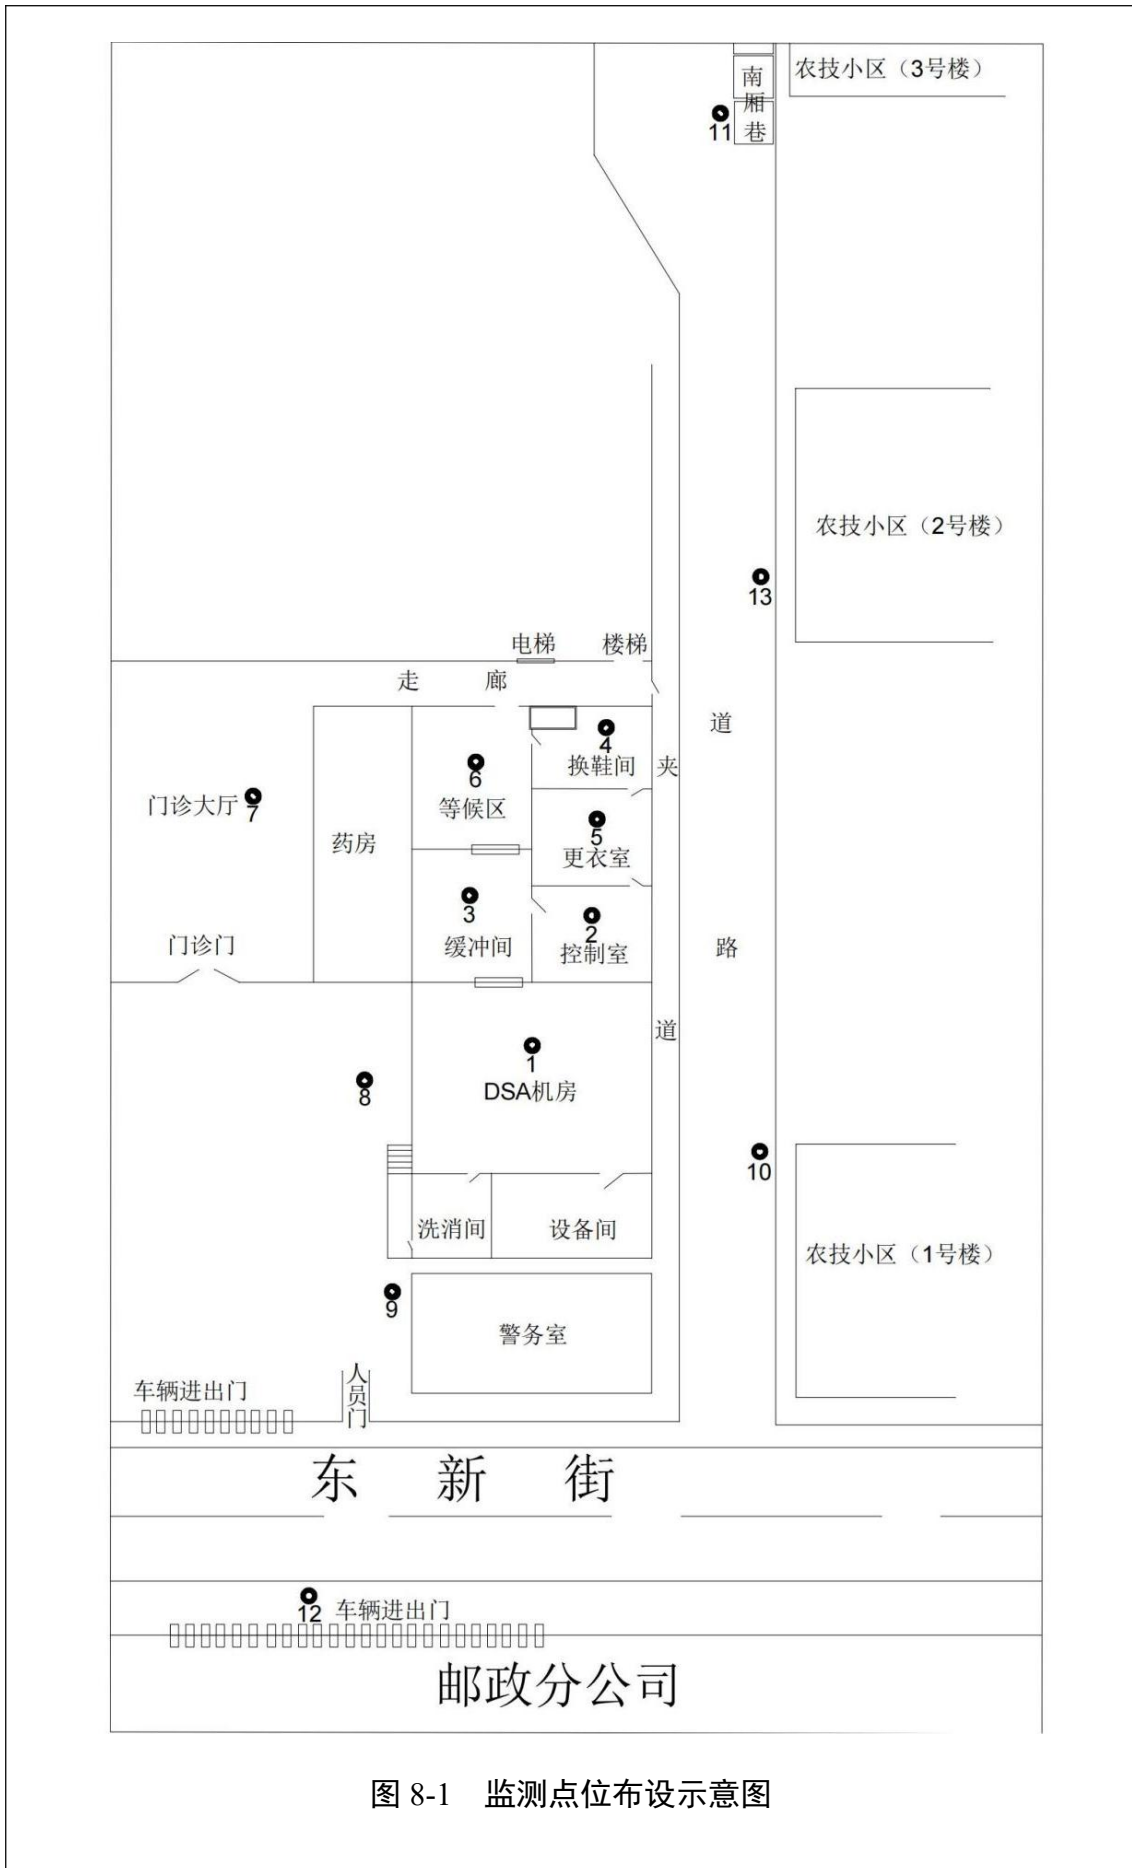 农技小区（3号楼）
南厢巷
11
农技小区（2号楼）
13
电梯
楼梯
走廊
道路
4
换鞋间
夹道
6
等候区
门诊大厅
7
5
更衣室
药房
3
缓冲间
2
控制室
门诊门
1
DSA机房
8
10
洗消间
设备间
农技小区（1号楼）
9
警务室
人员门
车辆进出门
东新街
12
车辆进出门
邮政分公司
图 8-1 监测点位布设示意图